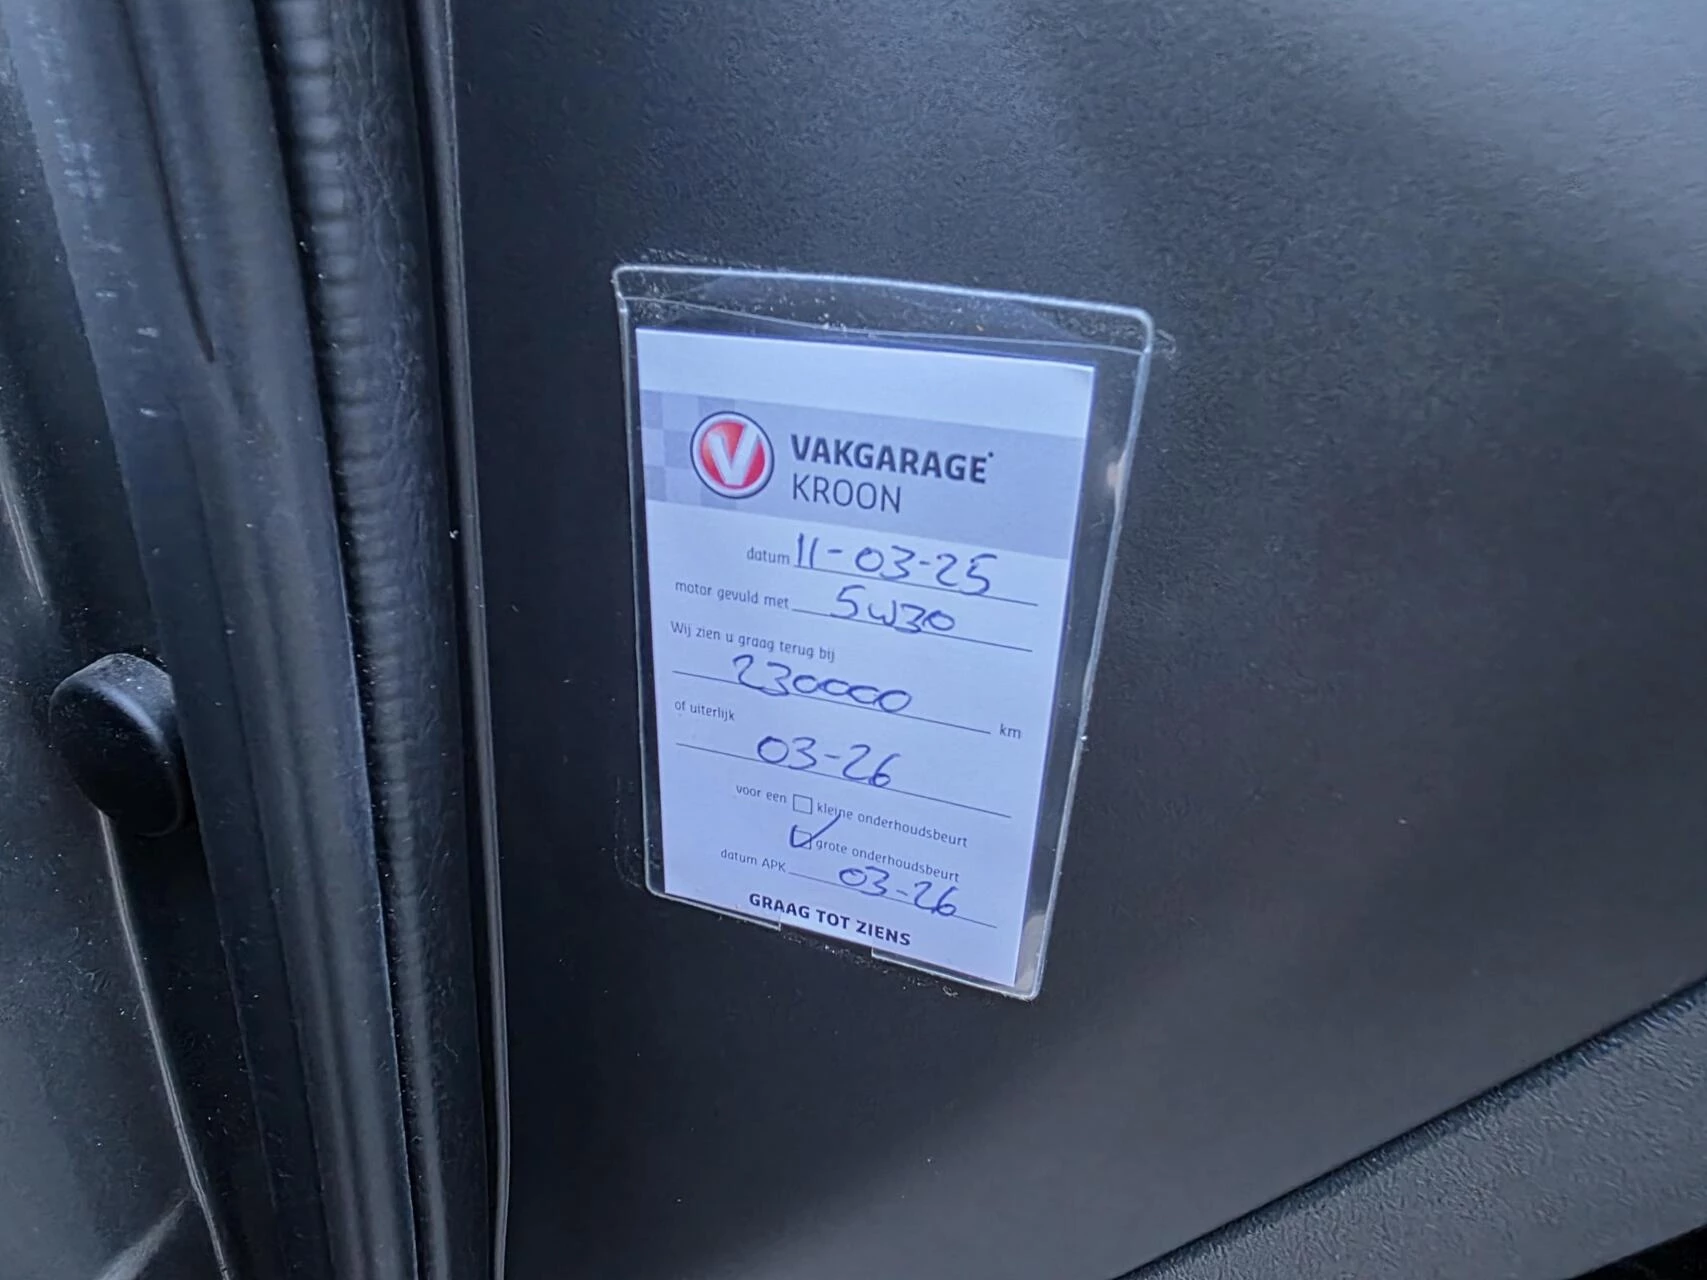 V VAKGARAGE
KROON
datum 11-03-25
motor gevuld met 5W30
Wij zien u graag terug bij
230000 km
of uiterlijk
03-26
voor een ☐ kleine onderhoudsbeurt
☑ grote onderhoudsbeurt
datum APK 03-26
GRAAG TOT ZIENS